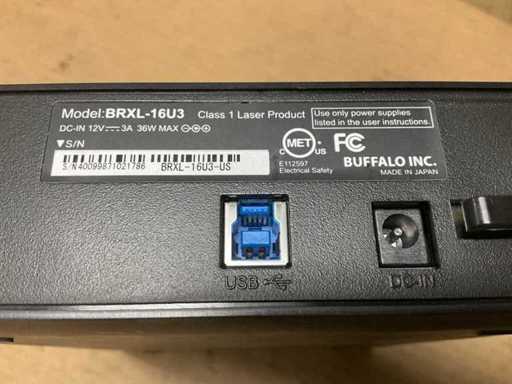 Model:BRXL-16U3 Class 1 Laser Product
Use only power supplies
listed in the user instructions.
DC-IN 12V⎓3A 36W MAX
▼S/N
S/N40099871021786 BRXL-16U3-US
C MET US
E112597
Electrical Safety
FC
BUFFALO INC.
MADE IN JAPAN
USB
DC-IN